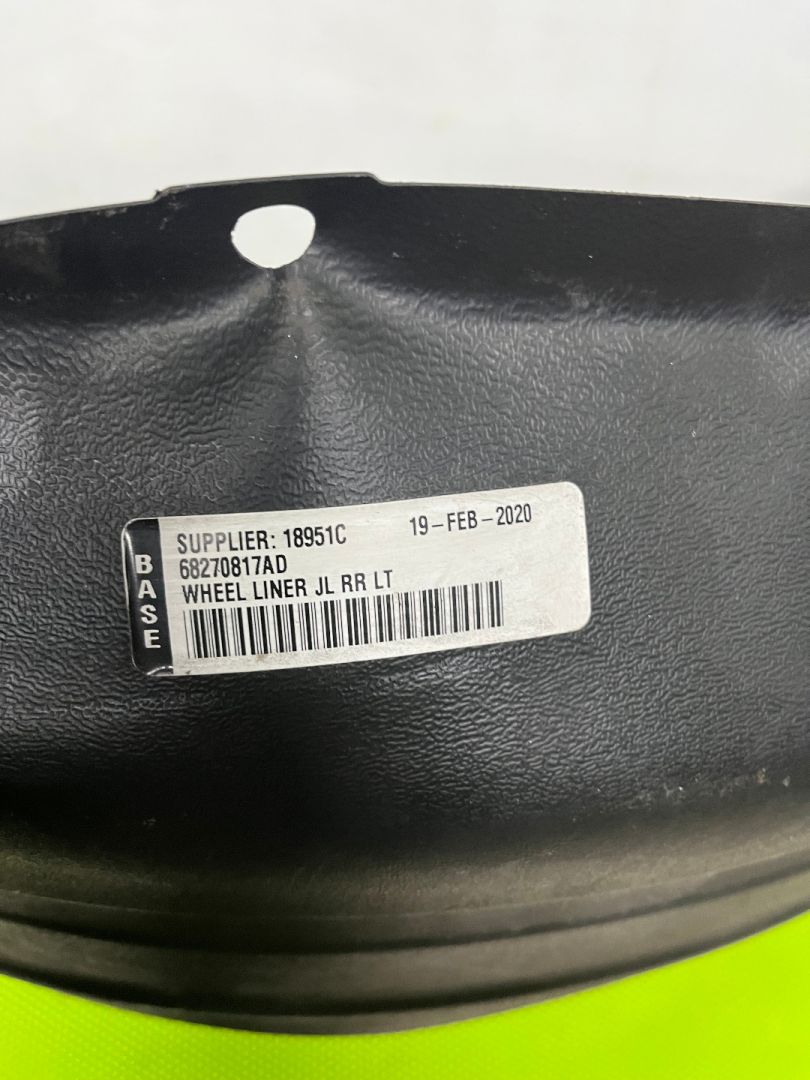 BASE
SUPPLIER: 18951C 19-FEB-2020
68270817AD
WHEEL LINER JL RR LT